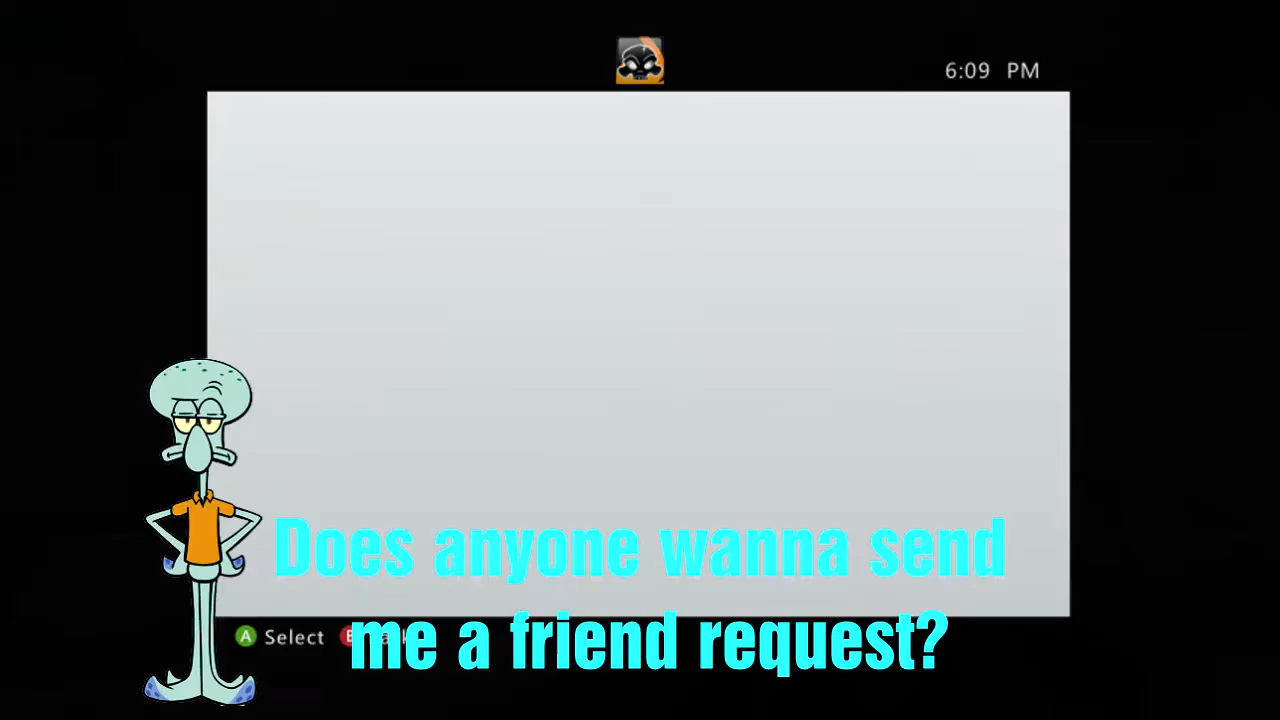 6:09 PM
Does anyone wanna send
me a friend request?
A Select B